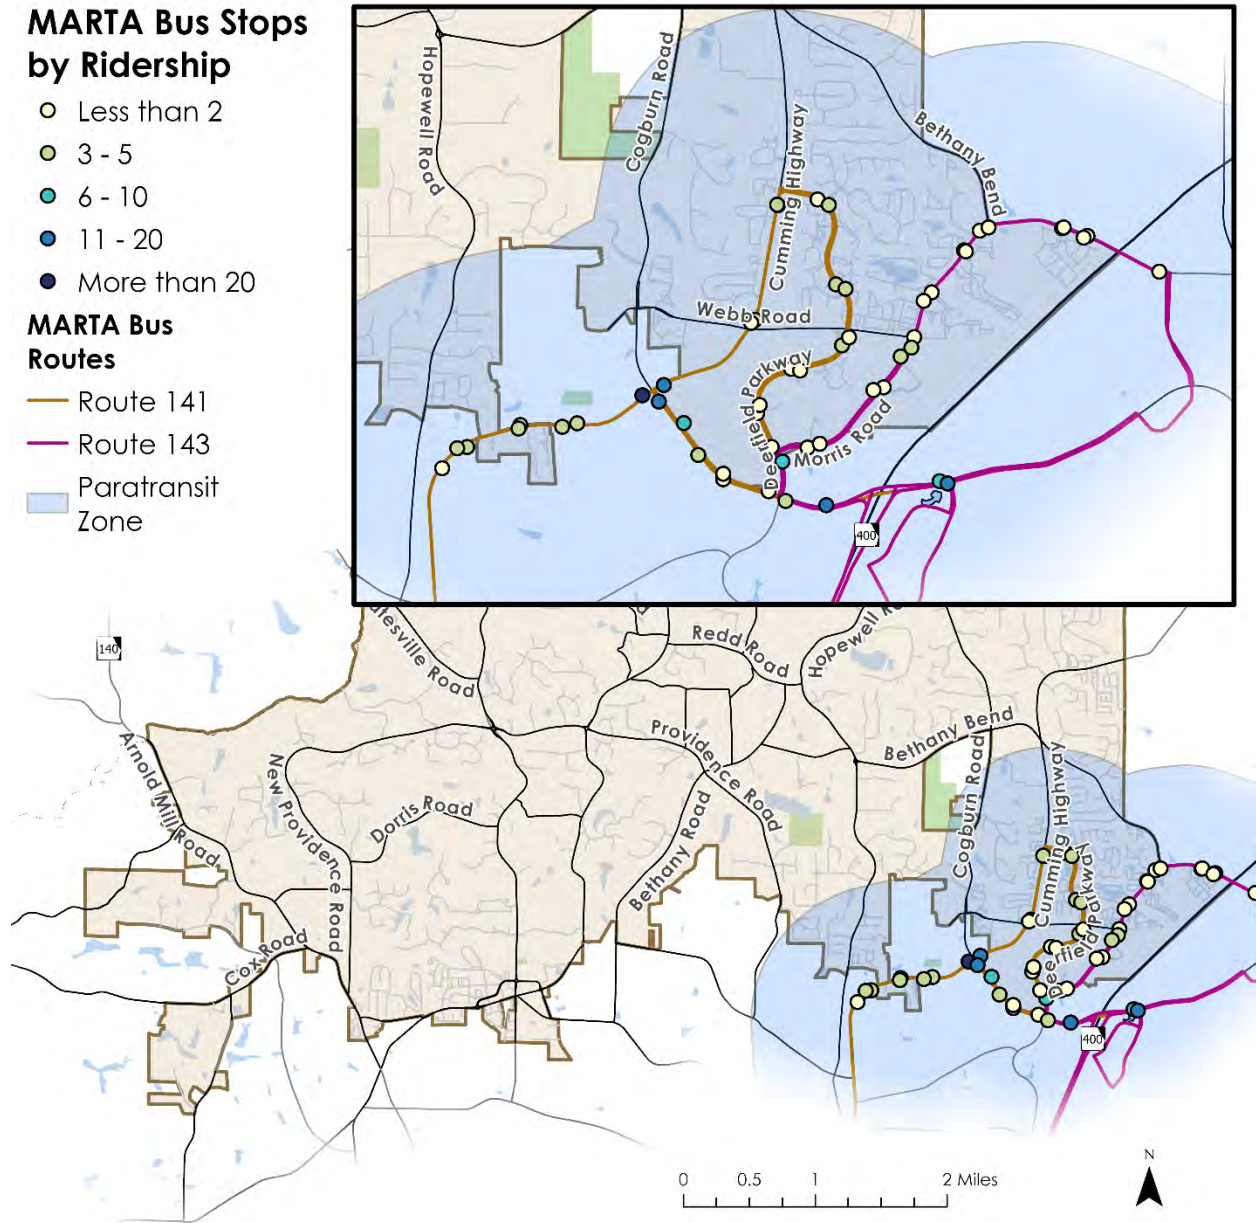 MARTA Bus Stops
by Ridership
Less than 2
3 - 5
6 - 10
11 - 20
More than 20
MARTA Bus
Routes
Route 141
Route 143
Paratransit
Zone
Hopewell Road
Cogburn Road
Cumming Highway
Bethany Bend
Webb Road
Deerfield Parkway
Morris Road
400
140
atesville Road
Redd Road
Hopewell R
Arnold Mill Road
New Providence Road
Dorris Road
Providence Road
Bethany Road
Bethany Bend
Cogburn Road
Cumming Highway
Deerfield Parkway
Cox Road
400
0 0.5 1 2 Miles
N